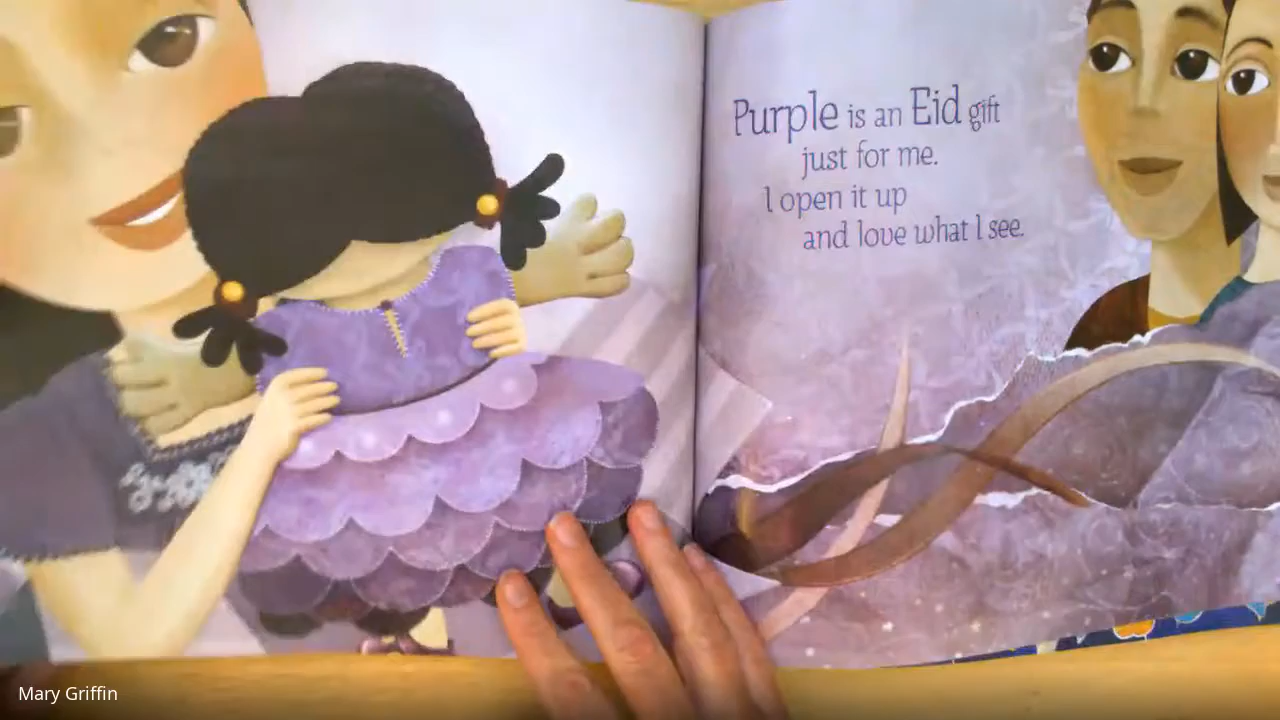 Purple is an Eid gift
just for me.
I open it up
and love what I see.
Mary Griffin